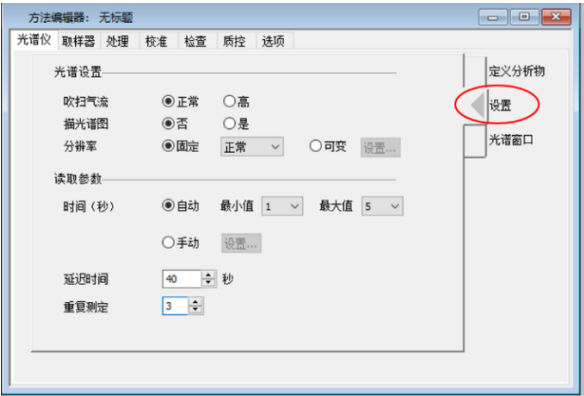 方法编辑器： 无标题
光谱仪 取样器 处理 校准 检查 质控 选项
光谱设置
定义分析物
吹扫气流 正常 高
设置
描光谱图 否 是
分辨率 固定 正常 可变 设置...
光谱窗口
读取参数
时间（秒） 自动 最小值 1 最大值 5
手动 设置...
延迟时间 40 秒
重复测定 3